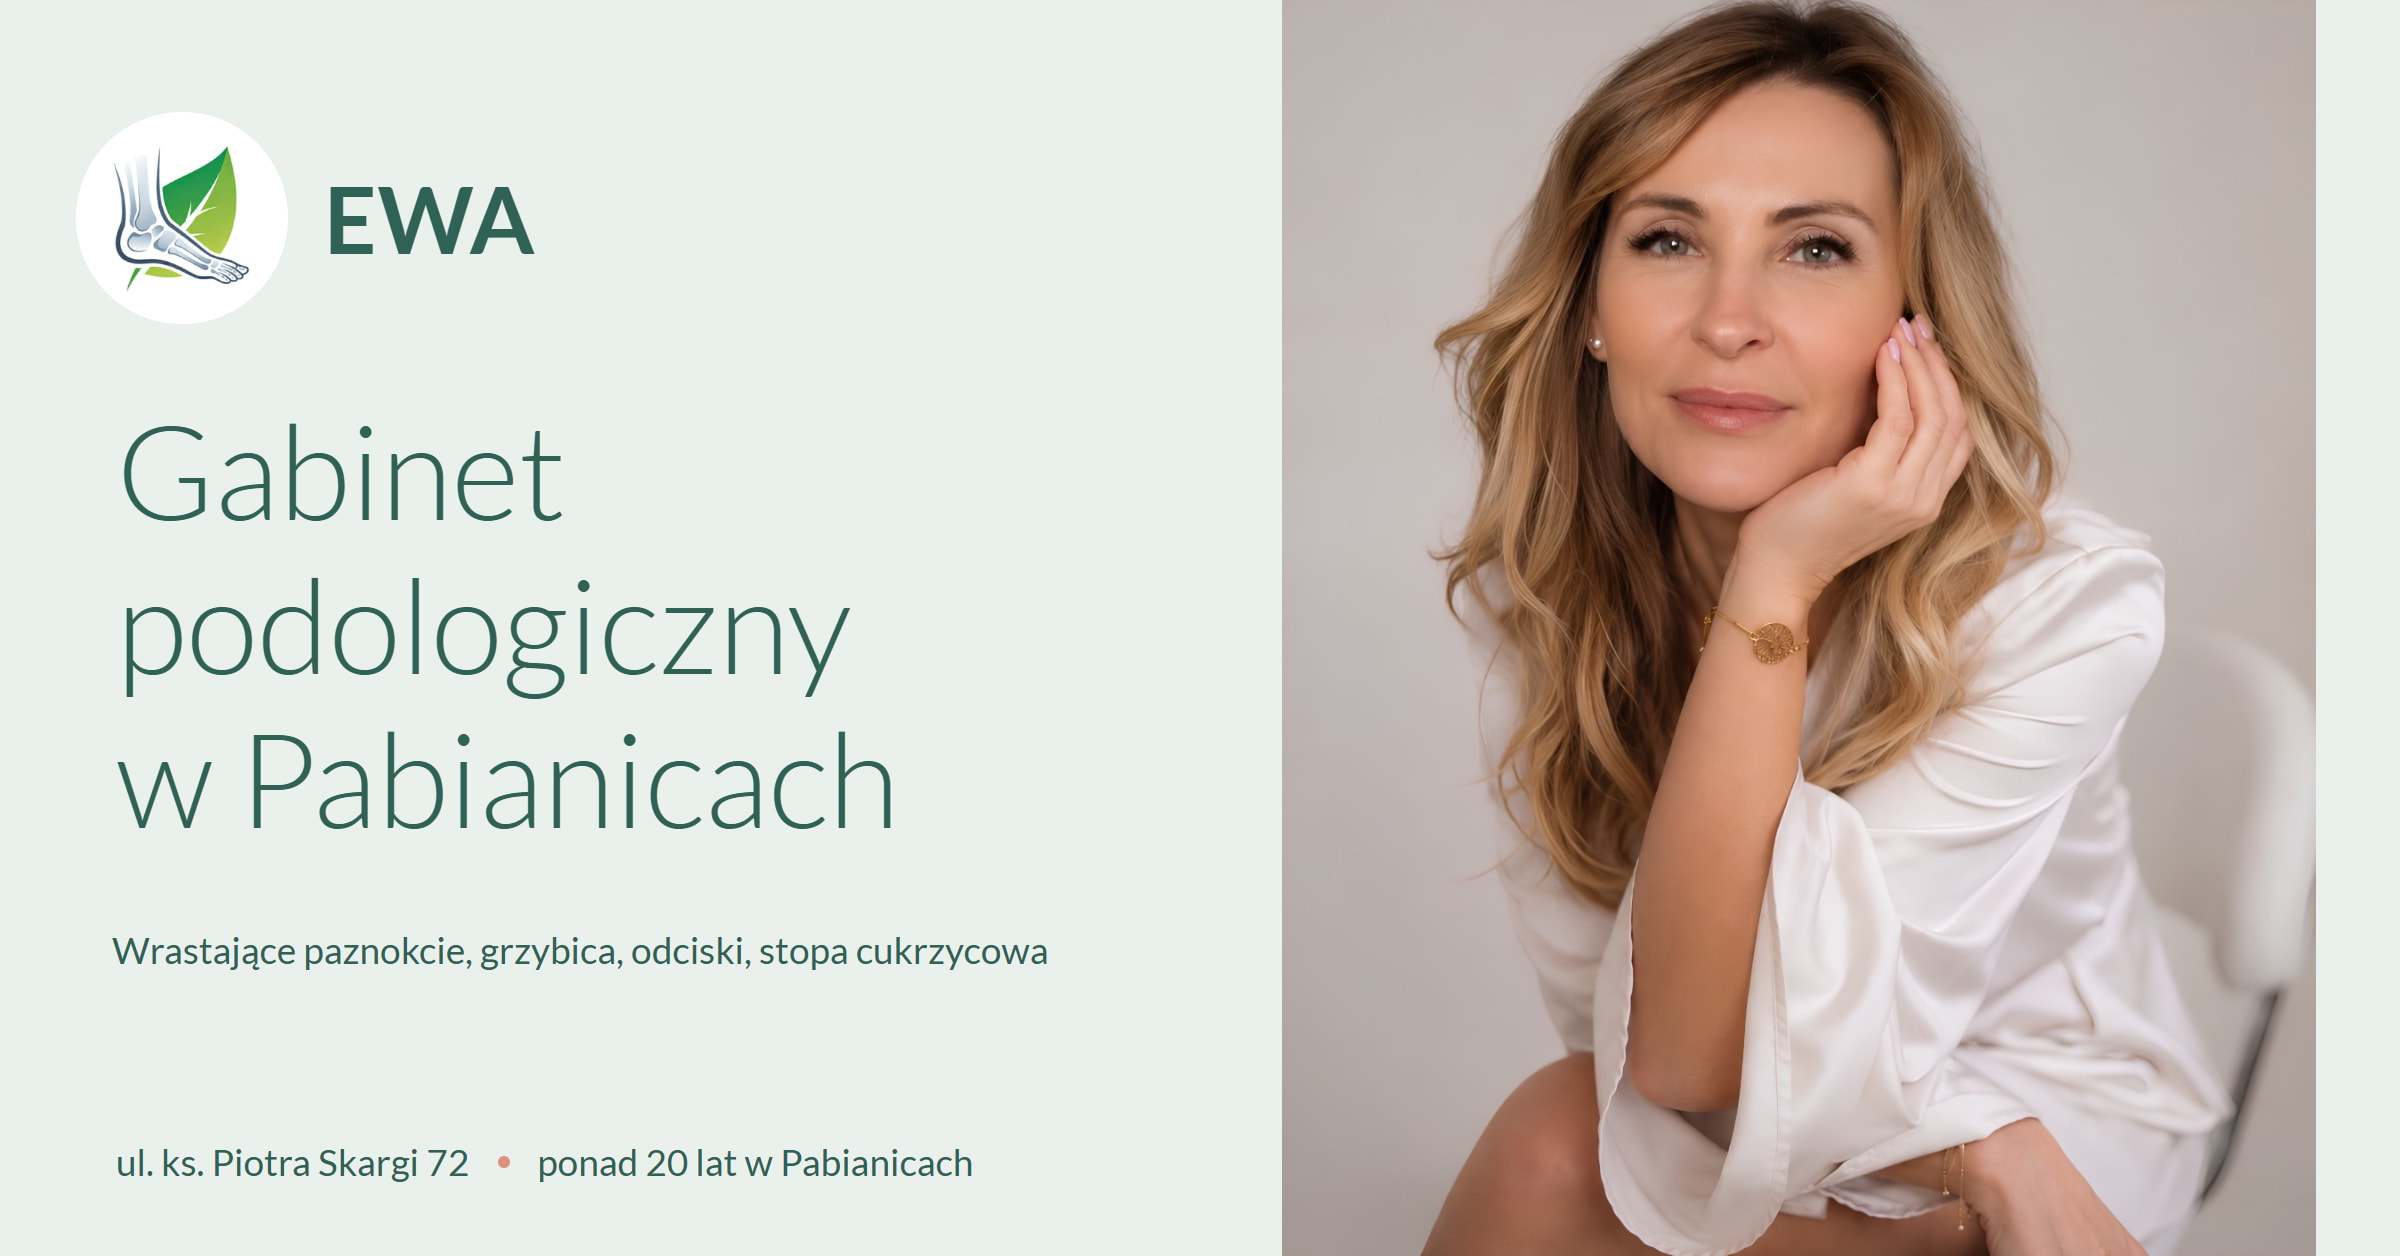 EWA
Gabinet
podologiczny
w Pabianicach
Wrastające paznokcie, grzybica, odciski, stopa cukrzycowa
ul. ks. Piotra Skargi 72 • ponad 20 lat w Pabianicach